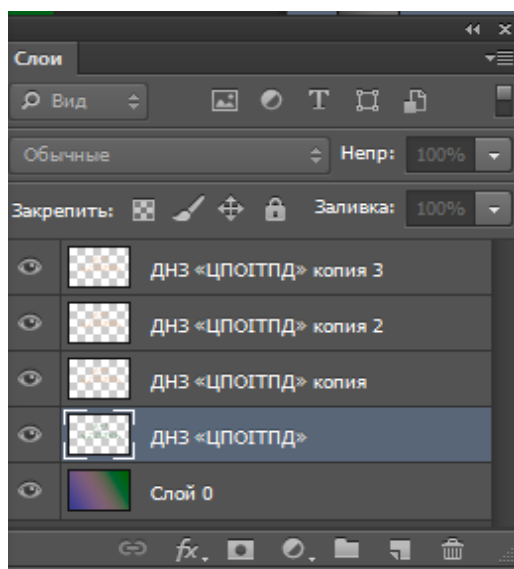 Слои
Вид
Обычные
Непр: 100%
Закрепить:
Заливка: 100%
ДНЗ «ЦПОІТПД» копия 3
ДНЗ «ЦПОІТПД» копия 2
ДНЗ «ЦПОІТПД» копия
ДНЗ «ЦПОІТПД»
Слой 0
fx